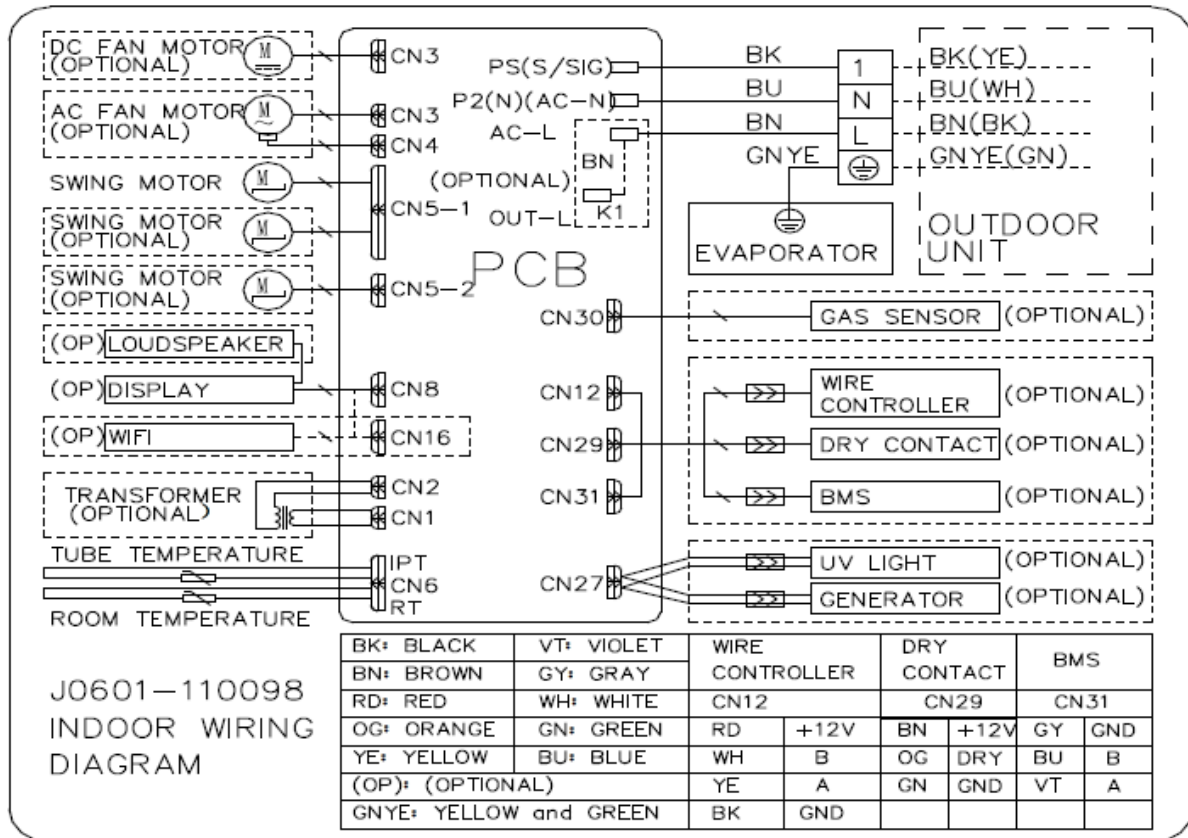 DC FAN MOTOR
(OPTIONAL)
M
CN3
AC FAN MOTOR
(OPTIONAL)
M
CN3
CN4
SWING MOTOR
M
SWING MOTOR
(OPTIONAL)
M
CN5-1
SWING MOTOR
(OPTIONAL)
M
CN5-2
(OP) LOUDSPEAKER
(OP) DISPLAY
CN8
(OP) WIFI
CN16
TRANSFORMER
(OPTIONAL)
CN2
CN1
TUBE TEMPERATURE
IPT
CN6
RT
ROOM TEMPERATURE
PCB
PS(S/SIG)
P2(N)(AC-N)
AC-L
BN
(OPTIONAL)
K1
OUT-L
BK
BU
BN
GNYE
1
N
L
BK(YE)
BU(WH)
BN(BK)
GNYE(GN)
EVAPORATOR
OUTDOOR
UNIT
CN30
GAS SENSOR (OPTIONAL)
CN12
CN29
CN31
WIRE
CONTROLLER (OPTIONAL)
DRY CONTACT (OPTIONAL)
BMS (OPTIONAL)
CN27
UV LIGHT (OPTIONAL)
GENERATOR (OPTIONAL)
J0601-110098
INDOOR WIRING
DIAGRAM
BK: BLACK VT: VIOLET
BN: BROWN GY: GRAY
RD: RED WH: WHITE
OG: ORANGE GN: GREEN
YE: YELLOW BU: BLUE
(OP): (OPTIONAL)
GNYE: YELLOW and GREEN
WIRE
CONTROLLER
DRY
CONTACT
BMS
CN12 CN29 CN31
RD +12V BN +12V GY GND
WH B OG DRY BU B
YE A GN GND VT A
BK GND